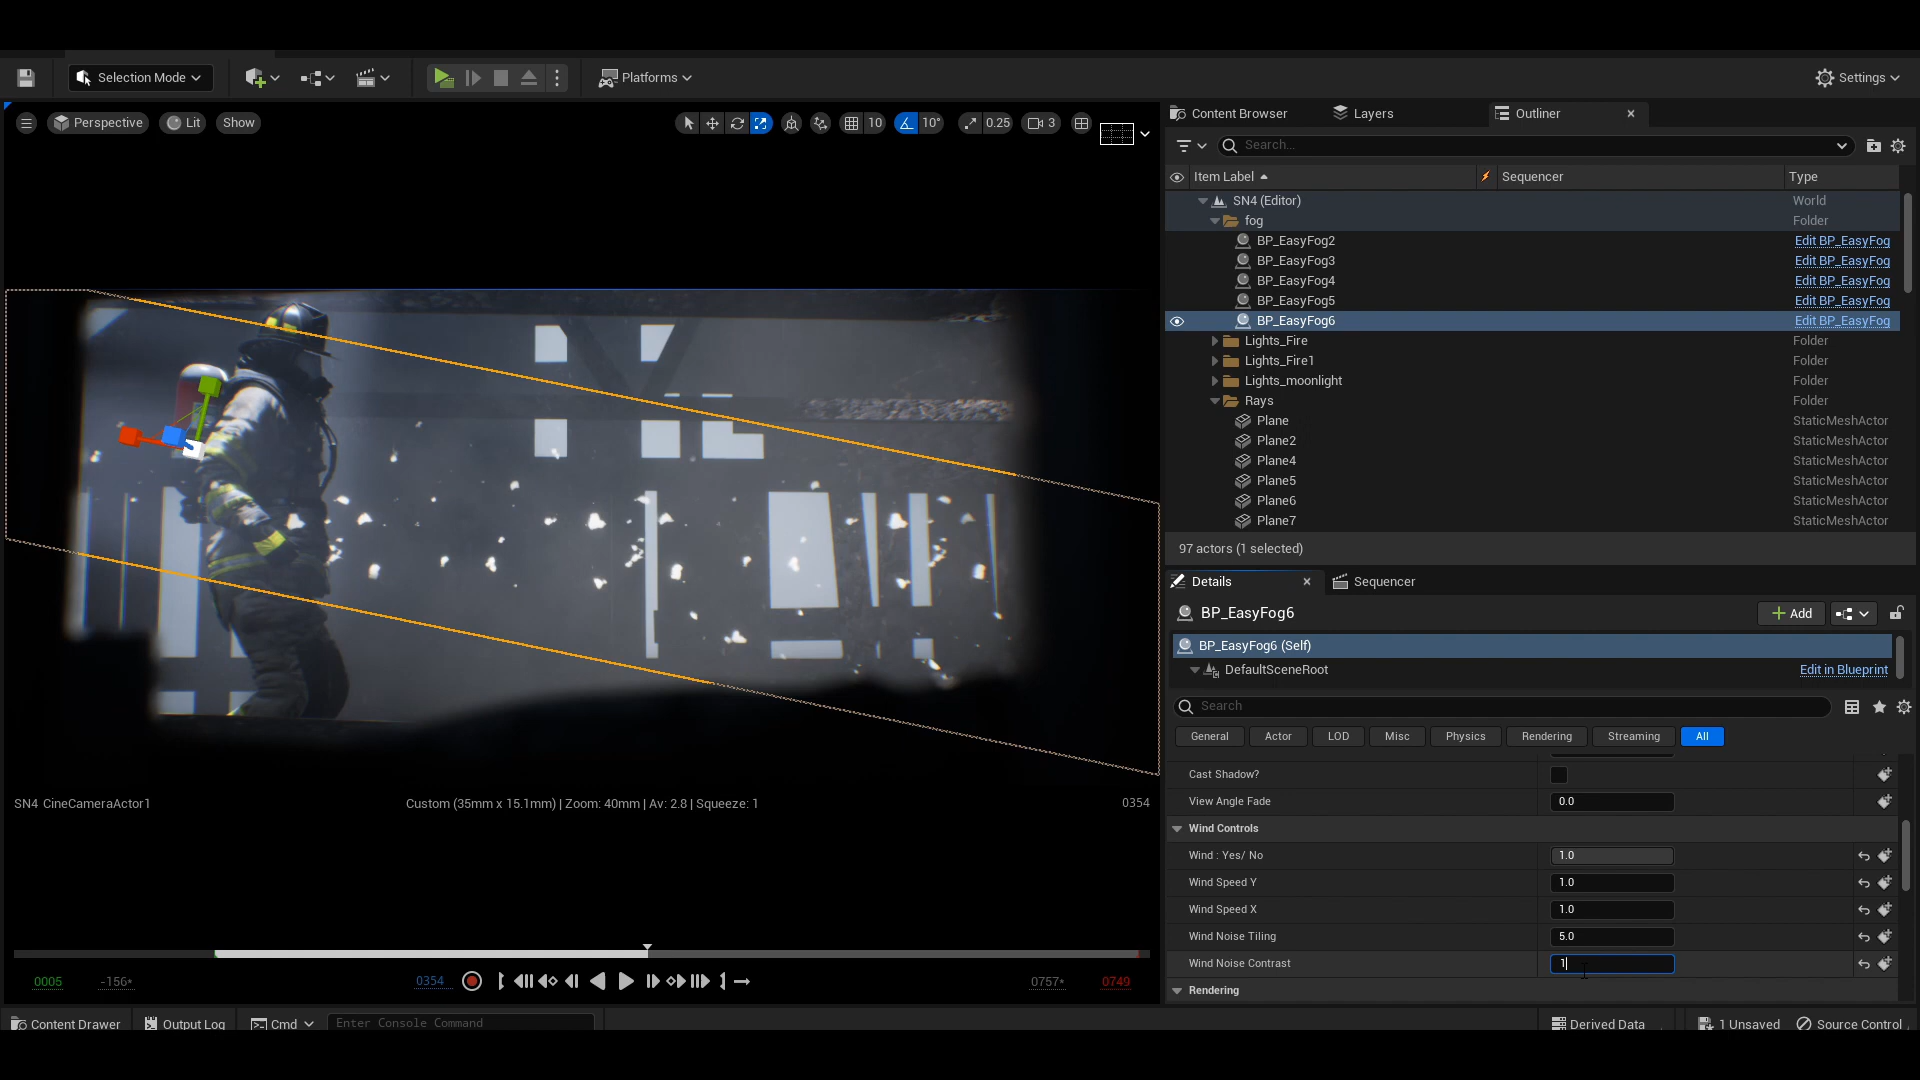 Selection Mode
Platforms
Settings
Perspective
Lit
Show
10
10°
0.25
3
Content Browser
Layers
Outliner
Search...
Item Label
Sequencer
Type
SN4 (Editor)
World
fog
Folder
BP_EasyFog2
Edit BP_EasyFog
BP_EasyFog3
Edit BP_EasyFog
BP_EasyFog4
Edit BP_EasyFog
BP_EasyFog5
Edit BP_EasyFog
BP_EasyFog6
Edit BP_EasyFog
Lights_Fire
Folder
Lights_Fire1
Folder
Lights_moonlight
Folder
Rays
Folder
Plane
StaticMeshActor
Plane2
StaticMeshActor
Plane4
StaticMeshActor
Plane5
StaticMeshActor
Plane6
StaticMeshActor
Plane7
StaticMeshActor
97 actors (1 selected)
Details
Sequencer
BP_EasyFog6
Add
BP_EasyFog6 (Self)
DefaultSceneRoot
Edit in Blueprint
Search
General
Actor
LOD
Misc
Physics
Rendering
Streaming
All
Cast Shadow?
View Angle Fade
0.0
Wind Controls
Wind : Yes/ No
1.0
Wind Speed Y
1.0
Wind Speed X
1.0
Wind Noise Tiling
5.0
Wind Noise Contrast
1
Rendering
SN4 CineCameraActor1
Custom (35mm x 15.1mm) | Zoom: 40mm | Av: 2.8 | Squeeze: 1
0354
0005
-156*
0354
0757*
0749
Content Drawer
Output Log
Cmd
Enter Console Command
Derived Data
1 Unsaved
Source Control